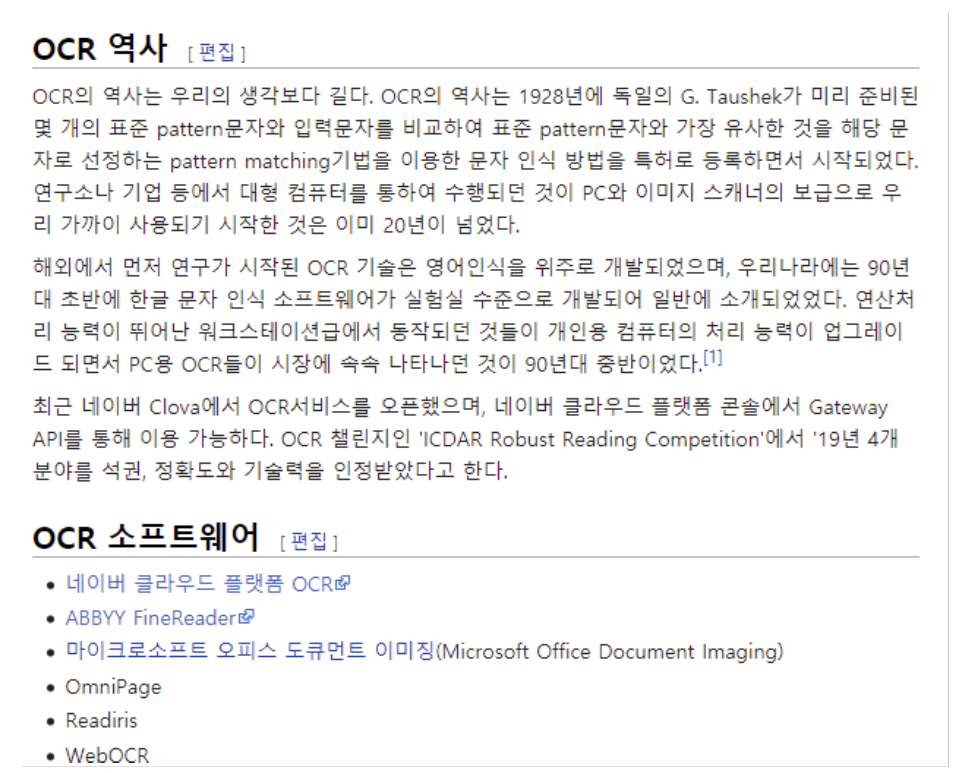 OCR 역사 [편집]
OCR의 역사는 우리의 생각보다 길다. OCR의 역사는 1928년에 독일의 G. Taushek가 미리 준비된
몇 개의 표준 pattern문자와 입력문자를 비교하여 표준 pattern문자와 가장 유사한 것을 해당 문
자로 선정하는 pattern matching기법을 이용한 문자 인식 방법을 특허로 등록하면서 시작되었다.
연구소나 기업 등에서 대형 컴퓨터를 통하여 수행되던 것이 PC와 이미지 스캐너의 보급으로 우
리 가까이 사용되기 시작한 것은 이미 20년이 넘었다.
해외에서 먼저 연구가 시작된 OCR 기술은 영어인식을 위주로 개발되었으며, 우리나라에는 90년
대 초반에 한글 문자 인식 소프트웨어가 실험실 수준으로 개발되어 일반에 소개되었었다. 연산처
리 능력이 뛰어난 워크스테이션급에서 동작되던 것들이 개인용 컴퓨터의 처리 능력이 업그레이
드 되면서 PC용 OCR들이 시장에 속속 나타나던 것이 90년대 중반이었다.[1]
최근 네이버 Clova에서 OCR서비스를 오픈했으며, 네이버 클라우드 플랫폼 콘솔에서 Gateway
API를 통해 이용 가능하다. OCR 챌린지인 'ICDAR Robust Reading Competition'에서 '19년 4개
분야를 석권, 정확도와 기술력을 인정받았다고 한다.
OCR 소프트웨어 [편집]
• 네이버 클라우드 플랫폼 OCR
• ABBYY FineReader
• 마이크로소프트 오피스 도큐먼트 이미징(Microsoft Office Document Imaging)
• OmniPage
• Readiris
• WebOCR